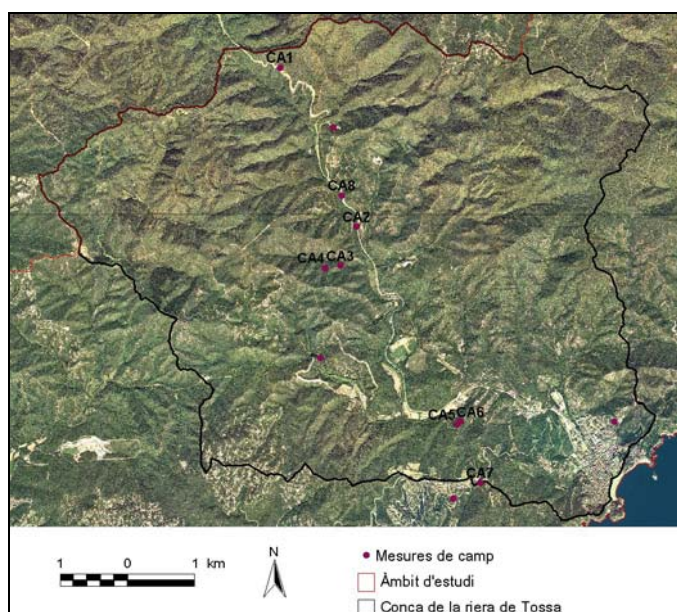 CA1
CA8
CA2
CA4 CA3
CA5 CA6
CA7
1 0 1 km
N
Mesures de camp
Àmbit d'estudi
Conca de la riera de Tossa